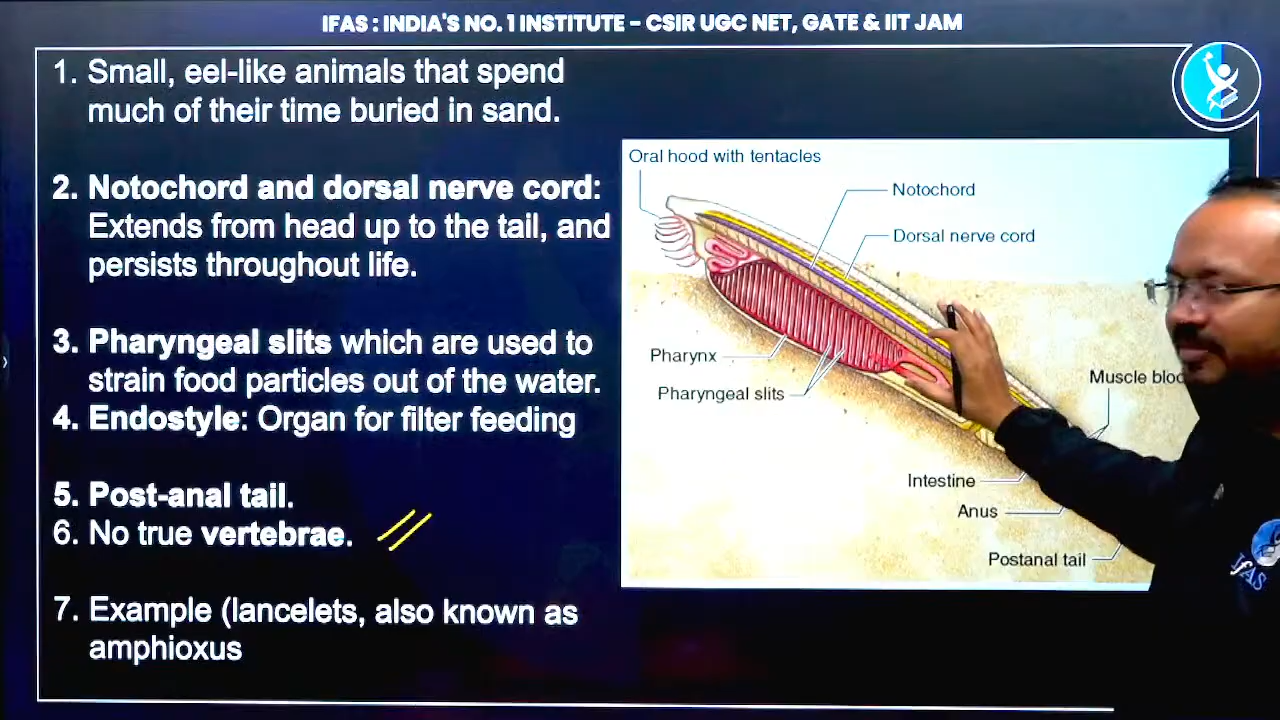 IFAS : INDIA'S NO. 1 INSTITUTE – CSIR UGC NET, GATE & IIT JAM
1. Small, eel-like animals that spend
much of their time buried in sand.
2. Notochord and dorsal nerve cord:
Extends from head up to the tail, and
persists throughout life.
3. Pharyngeal slits which are used to
strain food particles out of the water.
4. Endostyle: Organ for filter feeding
5. Post-anal tail.
6. No true vertebrae.
7. Example (lancelets, also known as
amphioxus
Oral hood with tentacles
Notochord
Dorsal nerve cord
Pharynx
Pharyngeal slits
Muscle
Intestine
Anus
Postanal tail
IFAS